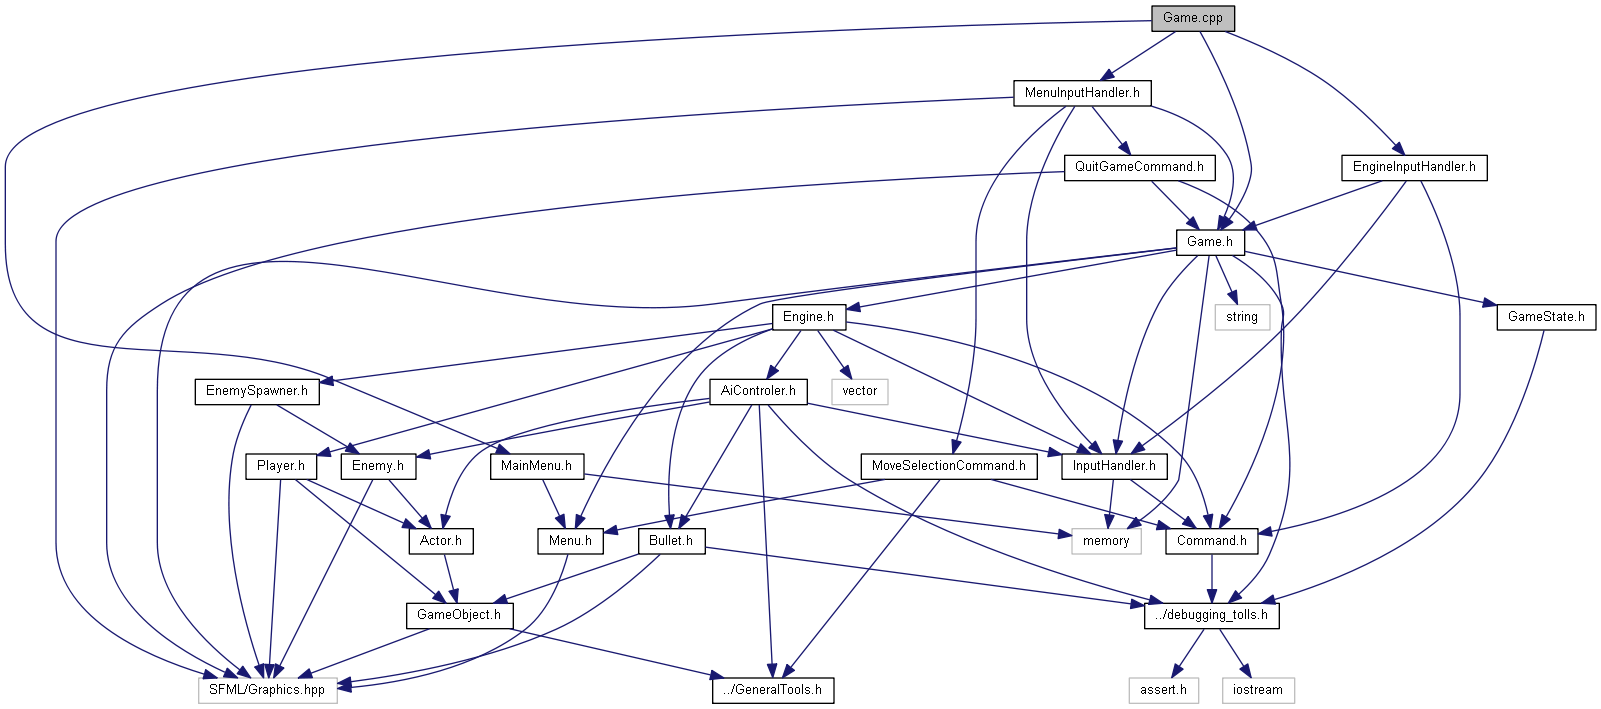 Game.cpp
MenuInputHandler.h
QuitGameCommand.h
EngineInputHandler.h
Game.h
Engine.h
string
GameState.h
EnemySpawner.h
AiControler.h
vector
Player.h
Enemy.h
MainMenu.h
MoveSelectionCommand.h
InputHandler.h
Actor.h
Menu.h
Bullet.h
memory
Command.h
GameObject.h
../debugging_tolls.h
SFML/Graphics.hpp
../GeneralTools.h
assert.h
iostream